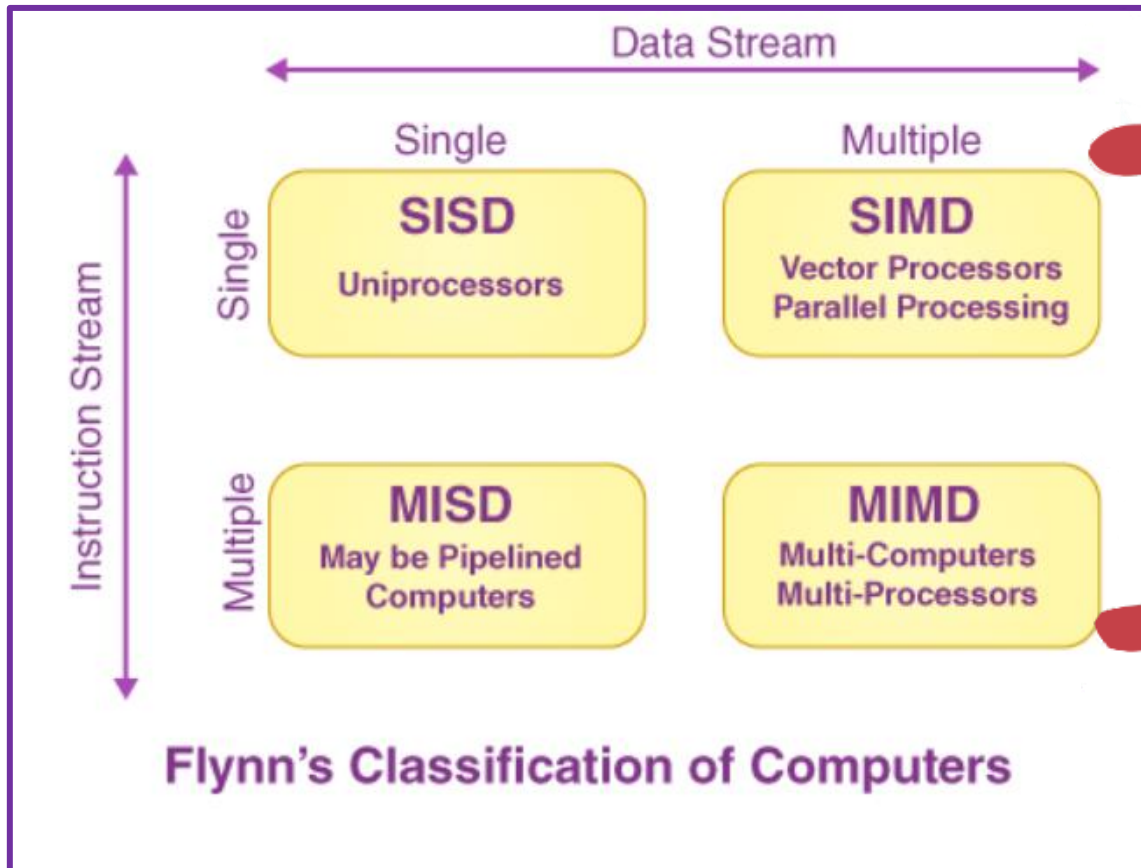 Data Stream
Single
Multiple
Instruction Stream
Single
SISD
Uniprocessors
SIMD
Vector Processors
Parallel Processing
Multiple
MISD
May be Pipelined
Computers
MIMD
Multi-Computers
Multi-Processors
Flynn’s Classification of Computers